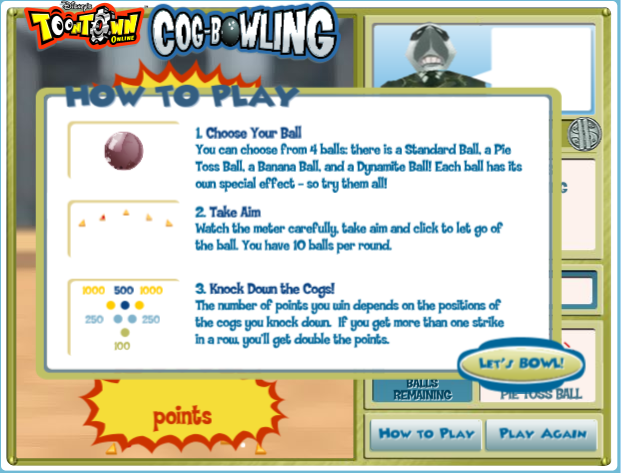 Disney's
TOONTOWN
ONLINE
COG-BOWLING
HOW TO PLAY
1. Choose Your Ball
You can choose from 4 balls: there is a Standard Ball, a Pie
Toss Ball, a Banana Ball, and a Dynamite Ball! Each ball has its
own special effect - so try them all!
2. Take Aim
Watch the meter carefully, take aim and click to let go of
the ball. You have 10 balls per round.
1000 500 1000
250 250
100
3. Knock Down the Cogs!
The number of points you win depends on the positions of
the cogs you knock down. If you get more than one strike
in a row, you'll get double the points.
LET'S BOWL!
points
BALLS
REMAINING
PIE TOSS BALL
HOW TO PLAY
PLAY AGAIN